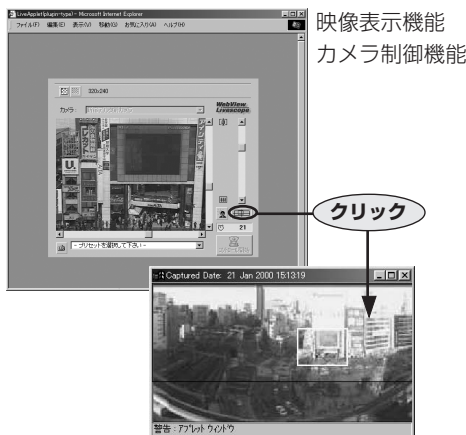 LiveApplet(plugin-type) - Microsoft Internet Explorer
ファイル(F) 編集(E) 表示(V) 移動(G) お気に入り(A) ヘルプ(H)
映像表示機能
カメラ制御機能
320x240
カメラ:
WebView
Livescope
U.
クリック
21
- プリセットを選択して下さい -
Captured Date: 21 Jan 2000 15:13:19
警告 : アプレット ウィンドウ